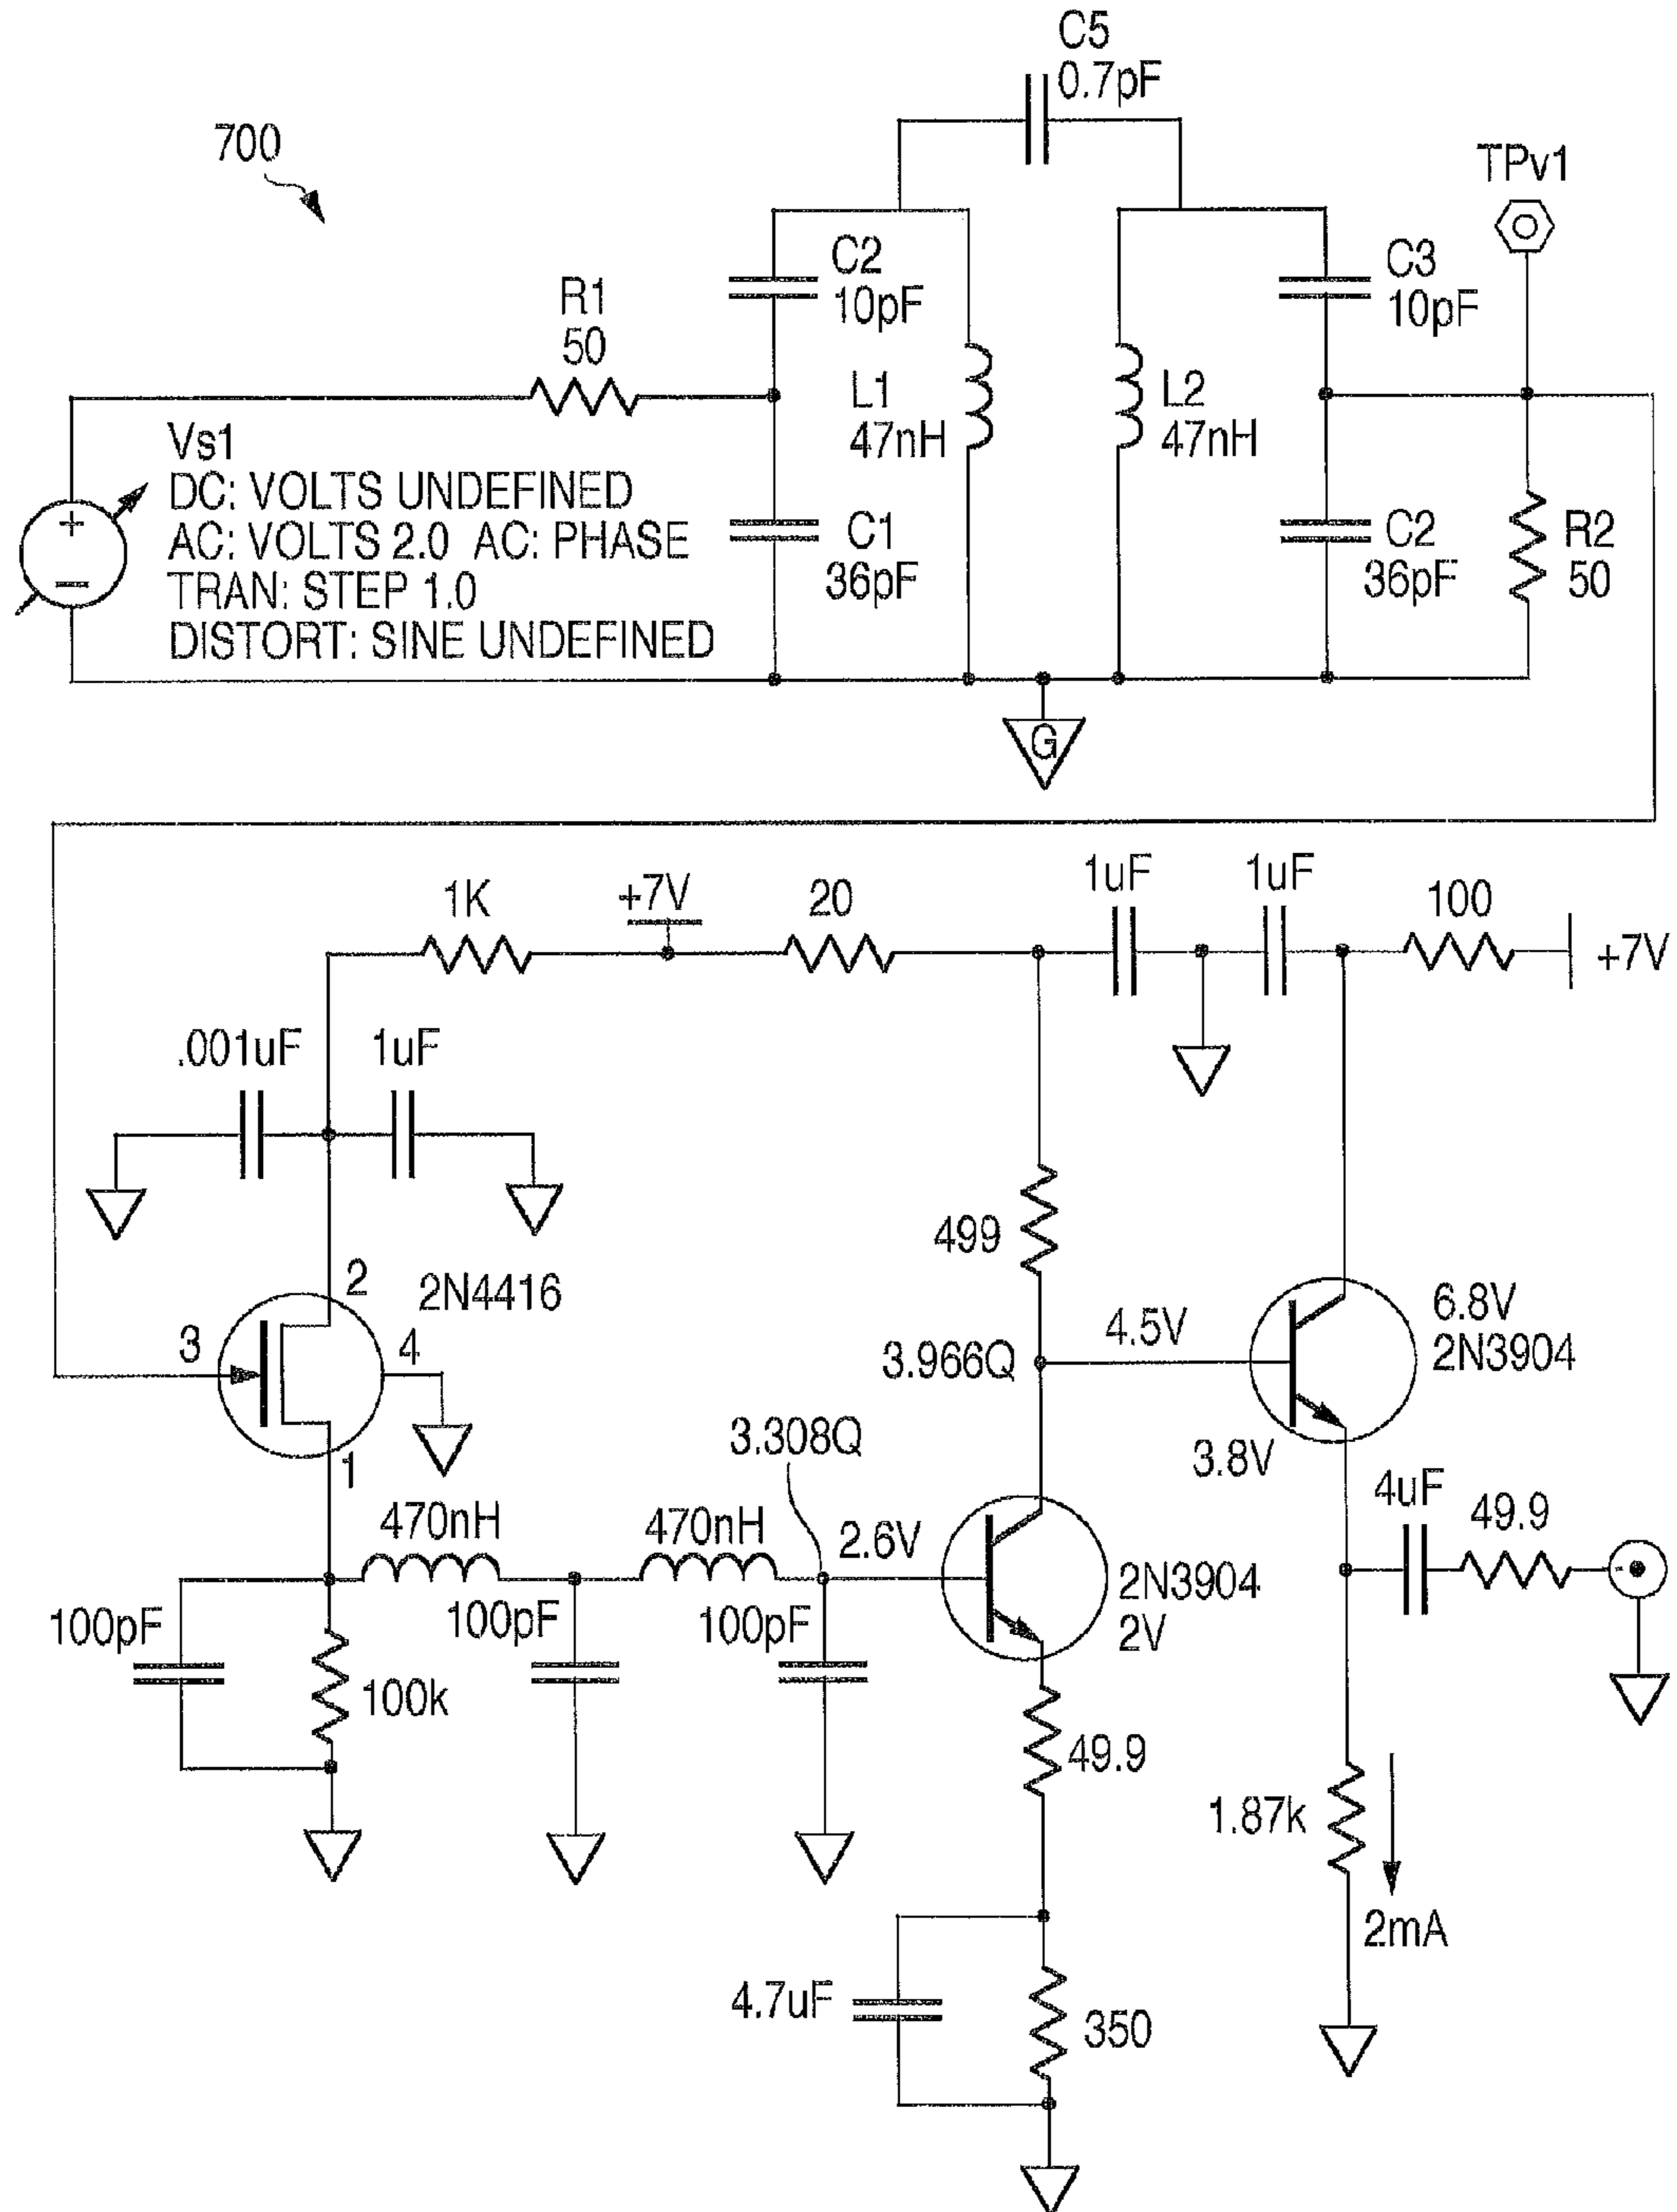 C5
0.7pF
700
TPv1
C2
10pF
C3
10pF
R1
50
L1
47nH
L2
47nH
Vs1
DC: VOLTS UNDEFINED
AC: VOLTS 2.0 AC: PHASE
TRAN: STEP 1.0
DISTORT: SINE UNDEFINED
+
−
C1
36pF
C2
36pF
R2
50
G
1K
+7V
20
1uF
1uF
100
+7V
.001uF
1uF
499
2
2N4416
3
4
1
4.5V
3.966Q
6.8V
2N3904
3.8V
3.308Q
470nH
470nH
2.6V
4uF
49.9
2N3904
2V
100pF
100k
100pF
100pF
49.9
1.87k
2mA
4.7uF
350